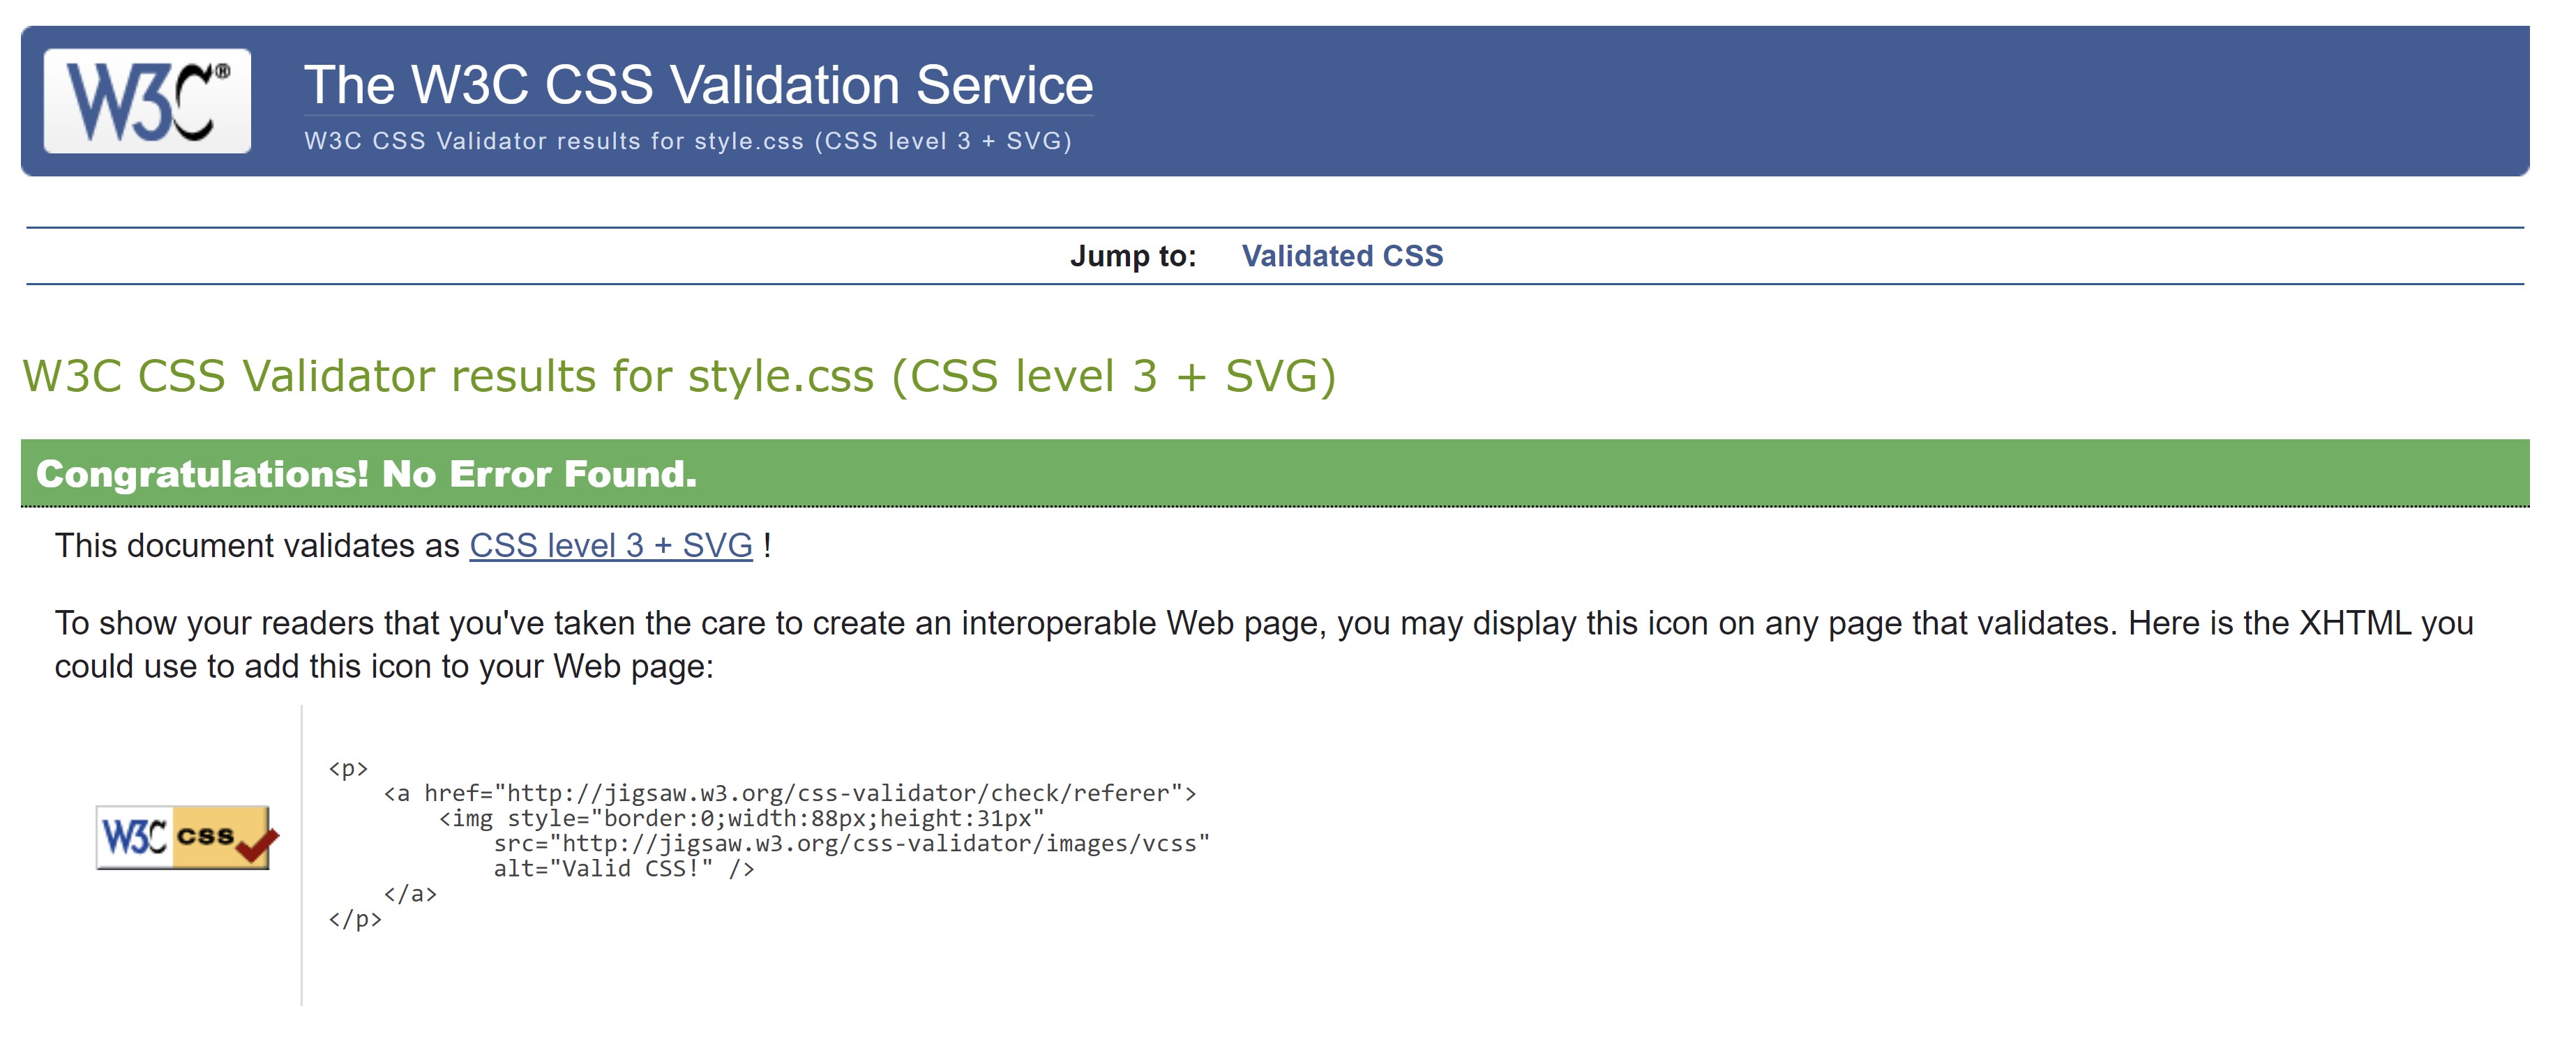 W3C®
The W3C CSS Validation Service
W3C CSS Validator results for style.css (CSS level 3 + SVG)
Jump to: Validated CSS
W3C CSS Validator results for style.css (CSS level 3 + SVG)
Congratulations! No Error Found.
This document validates as CSS level 3 + SVG !
To show your readers that you've taken the care to create an interoperable Web page, you may display this icon on any page that validates. Here is the XHTML you
could use to add this icon to your Web page:
<p>
    <a href="http://jigsaw.w3.org/css-validator/check/referer">
        <img style="border:0;width:88px;height:31px"
            src="http://jigsaw.w3.org/css-validator/images/vcss"
            alt="Valid CSS!" />
    </a>
</p>
W3C css